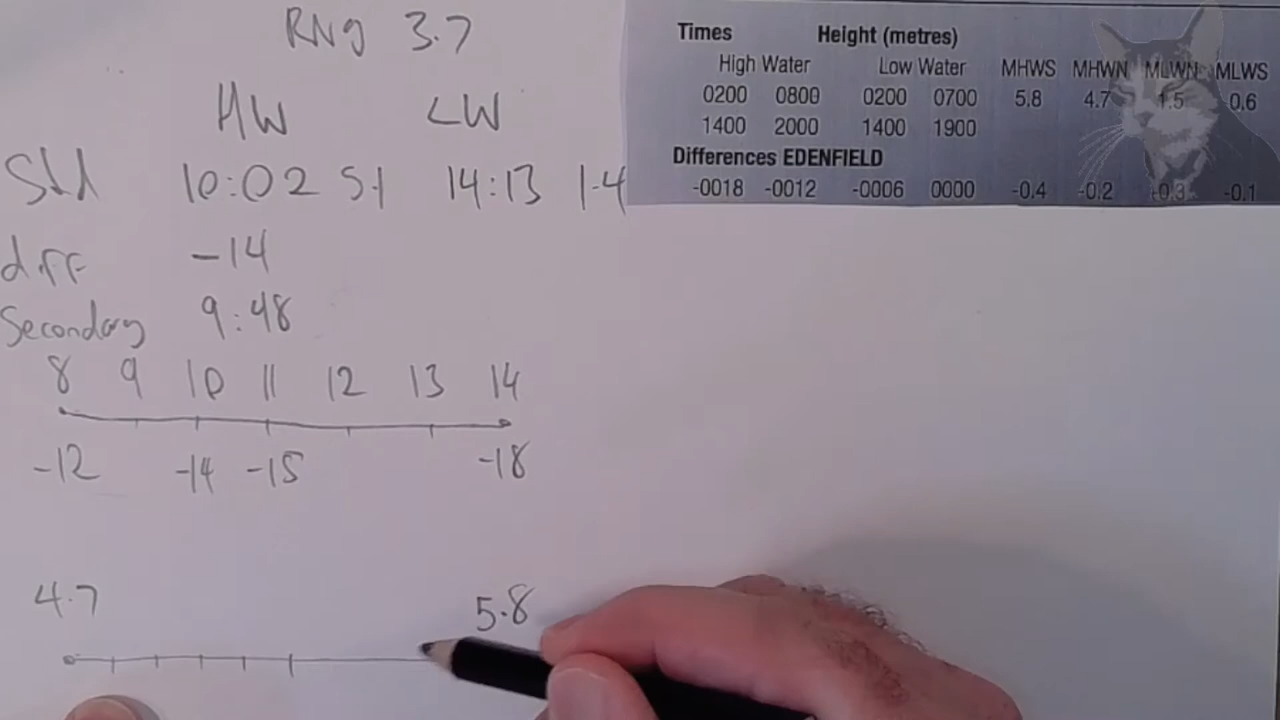 RNg 3.7
HW LW
Std 10:02 5.1 14:13 1.4
diff -14
Secondary 9:48
8 9 10 11 12 13 14
-12 -14 -15 -18
4.7 5.8
Times Height (metres)
High Water Low Water MHWS MHWN MLWN MLWS
0200 0800 0200 0700 5.8 4.7 1.5 0.6
1400 2000 1400 1900
Differences EDENFIELD
-0018 -0012 -0006 0000 -0.4 -0.2 -0.3 -0.1